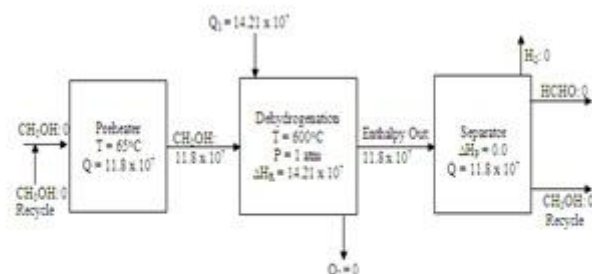 Q₁ = 14.21 x 10⁷
H₂: 0
HCHO: 0
CH₃OH: 0
CH₃OH: 0
Recycle
Preheater
T = 65°C
Q = 11.8 x 10⁷
CH₃OH:
11.8 x 10⁷
Dehydrogenation
T = 600°C
P = 1 atm
ΔHᵣ = 14.21 x 10⁷
Enthalpy Out:
11.8 x 10⁷
Separator
= 0.0
Q = 11.8 x 10⁷
CH₃OH: 0
Recycle
= 0